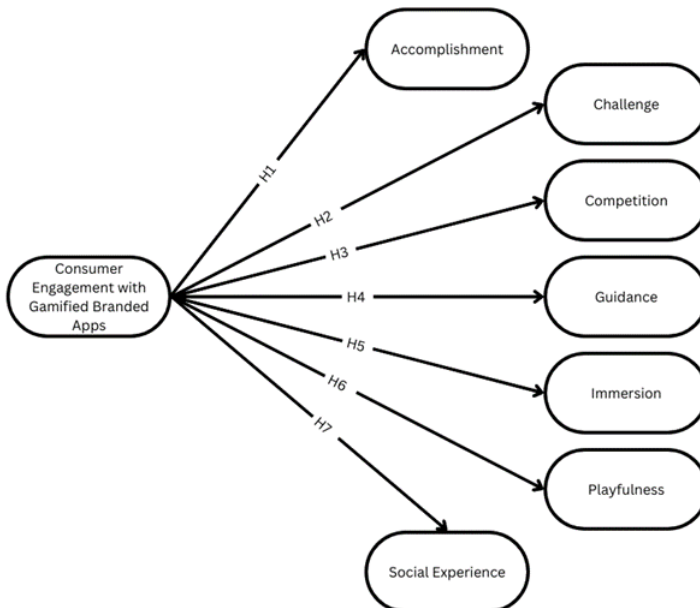 Accomplishment
Challenge
H1
H2
Competition
H3
Consumer
Engagement with
Gamified Branded
Apps
H4
Guidance
H5
Immersion
H6
H7
Playfulness
Social Experience